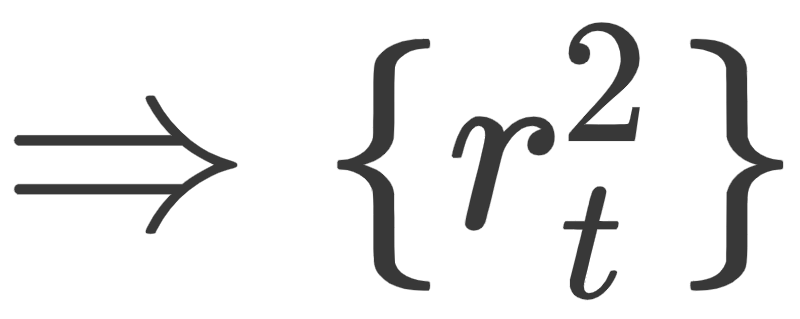 ⇒ {r_t^2}